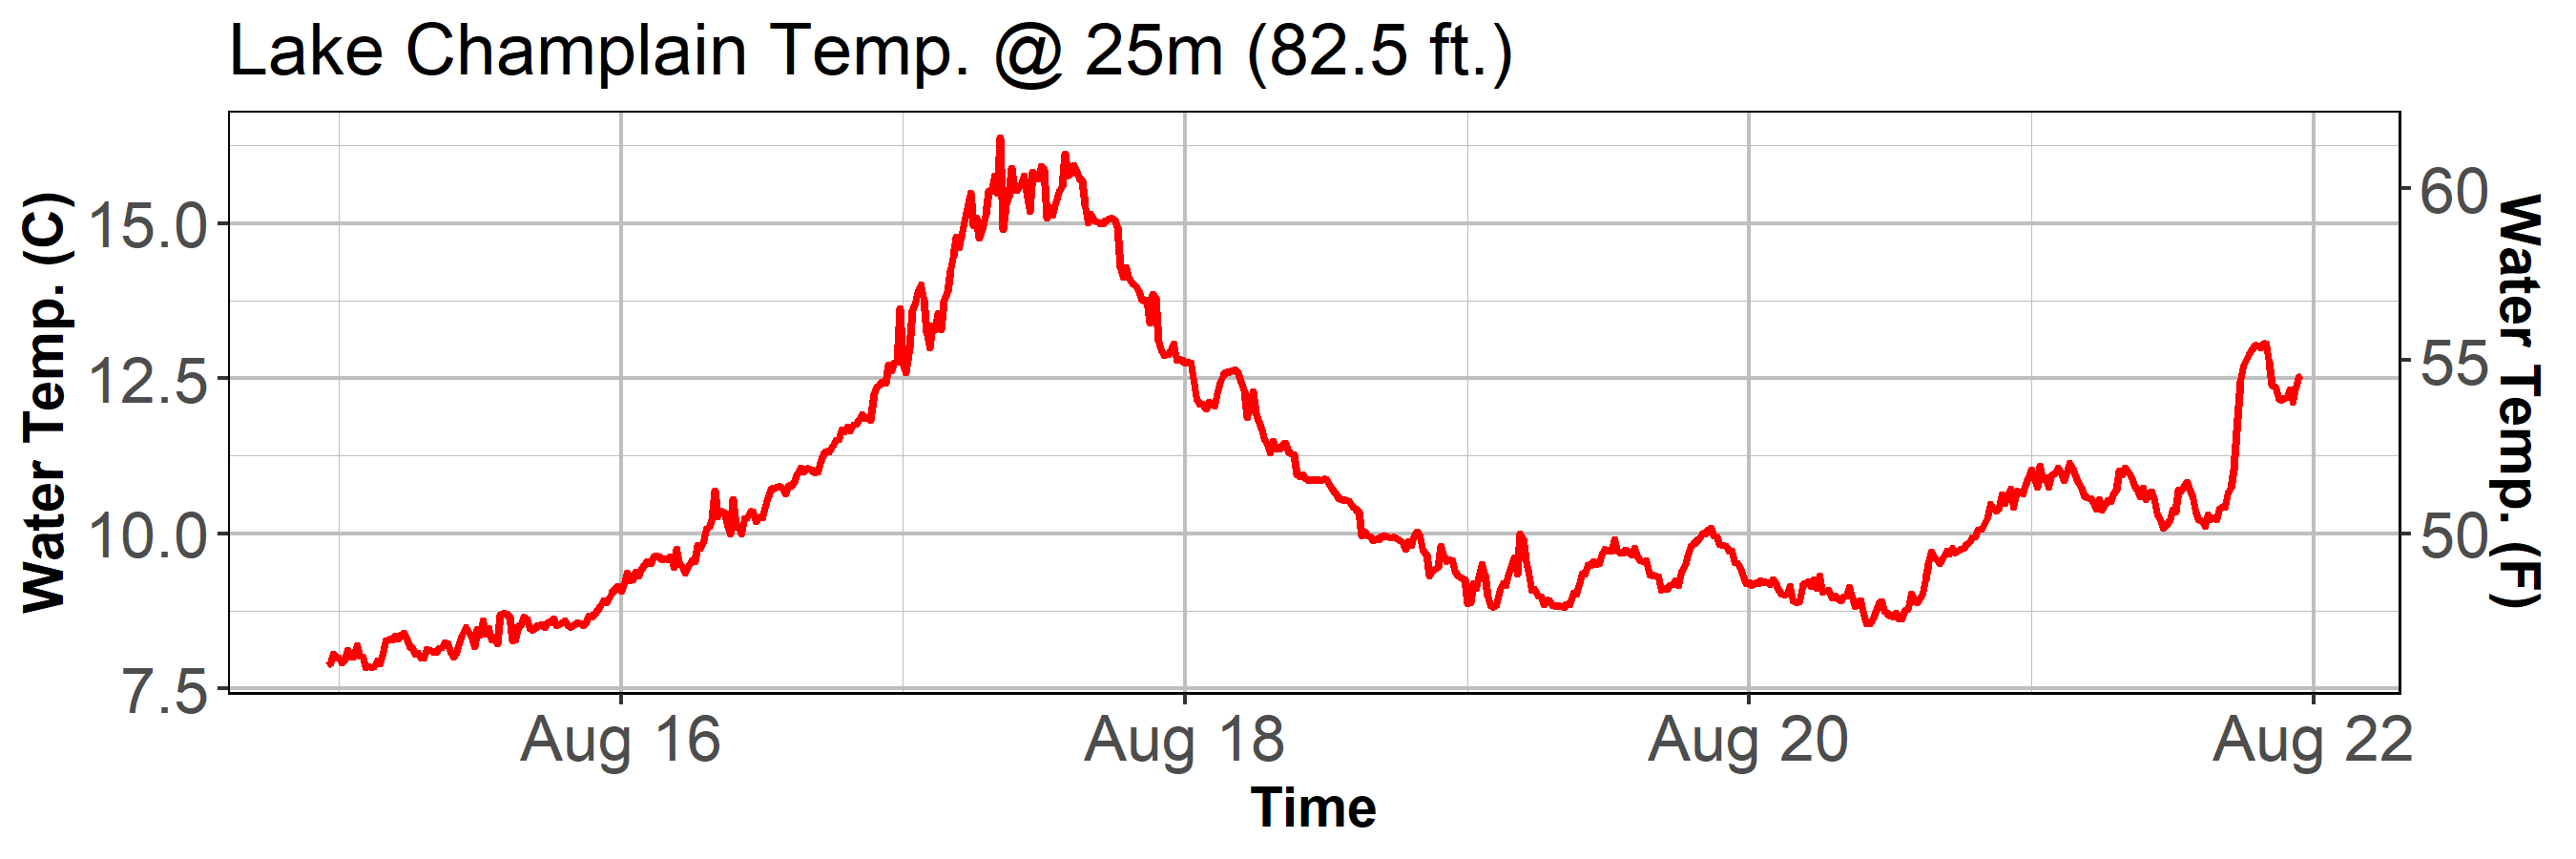 Lake Champlain Temp. @ 25m (82.5 ft.)
Water Temp. (C)
15.0
12.5
10.0
7.5
60
55
50
Water Temp. (F)
Aug 16
Aug 18
Aug 20
Aug 22
Time